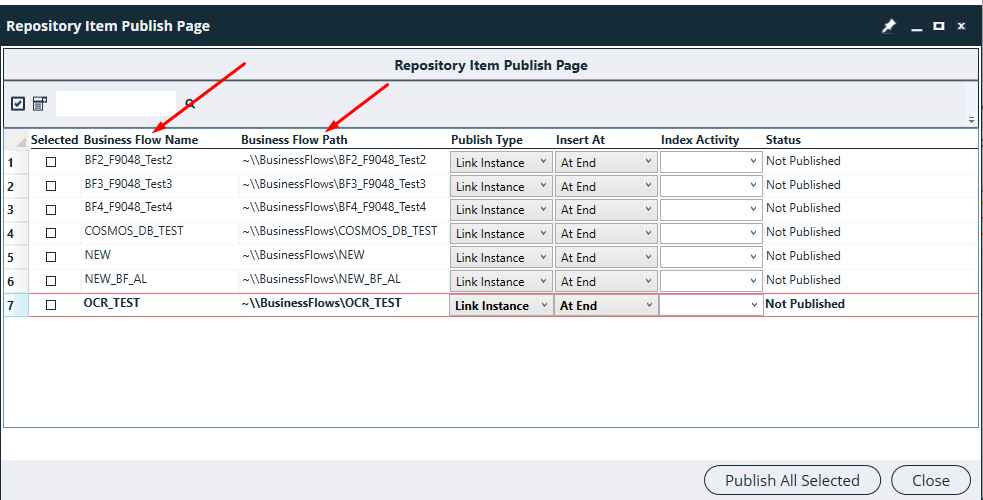 Repository Item Publish Page
Repository Item Publish Page
Selected Business Flow Name Business Flow Path Publish Type Insert At Index Activity Status
1 BF2_F9048_Test2 ~\\BusinessFlows\BF2_F9048_Test2 Link Instance At End Not Published
2 BF3_F9048_Test3 ~\\BusinessFlows\BF3_F9048_Test3 Link Instance At End Not Published
3 BF4_F9048_Test4 ~\\BusinessFlows\BF4_F9048_Test4 Link Instance At End Not Published
4 COSMOS_DB_TEST ~\\BusinessFlows\COSMOS_DB_TEST Link Instance At End Not Published
5 NEW ~\\BusinessFlows\NEW Link Instance At End Not Published
6 NEW_BF_AL ~\\BusinessFlows\NEW_BF_AL Link Instance At End Not Published
7 OCR_TEST ~\\BusinessFlows\OCR_TEST Link Instance At End Not Published
Publish All Selected Close